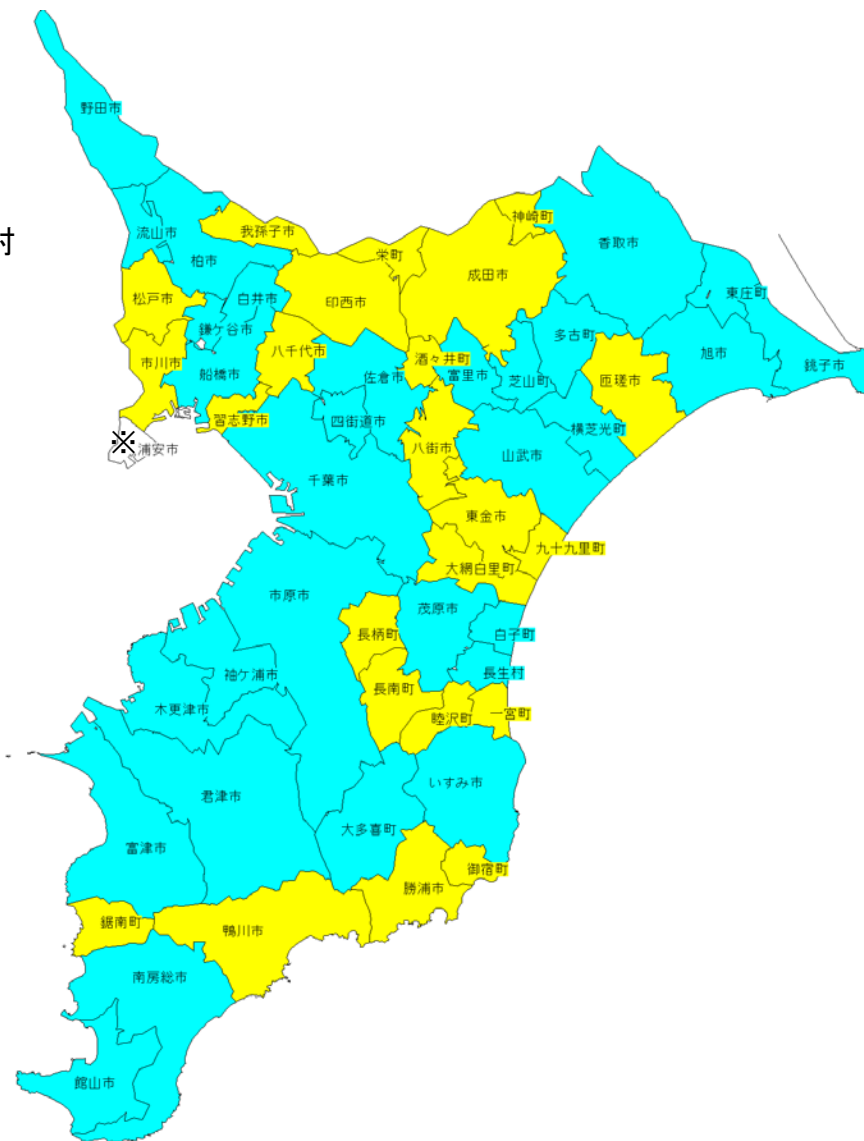 野田市
村
流山市
我孫子市
神崎町
香取市
柏市
栄町
成田市
東庄町
松戸市
白井市
印西市
多古町
鎌ケ谷市
八千代市
旭市
市川市
酒々井町
銚子市
船橋市
佐倉市
富里市
芝山町
匝瑳市
習志野市
四街道市
横芝光町
※
浦安市
八街市
山武市
千葉市
東金市
九十九里町
大網白里町
市原市
茂原市
長柄町
白子町
袖ケ浦市
長生村
長南町
木更津市
睦沢町
一宮町
いすみ市
君津市
大多喜町
富津市
御宿町
勝浦市
鋸南町
鴨川市
南房総市
館山市